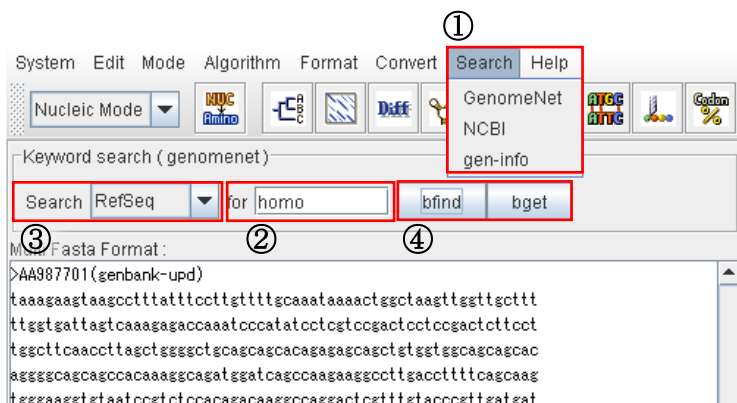 ①
System Edit Mode Algorithm Format Convert Search Help
Nucleic Mode NUC Amino A B C Diff GenomeNet ATGC ATTC Codon %
NCBI
Keyword search ( genomenet ) gen-info
Search RefSeq for homo bfind bget
③ ② ④
Multi Fasta Format :
>AA987701(genbank-upd)
taaagaagtaagcctttatttccttgttttgcaaataaaactggctaagttggttgcttt
ttggtgattagtcaaagagaccaaatcccatatcctcgtccgactcctccgactcttcct
tggcttcaaccttagctggggctgcagcagcacagagagcagctgtggtggcagcagcac
aggggcagcagccacaaaggcagatggatcagccaagaaggccttgaccttttcagcaag
tgggaaggtgtaatccgtctccacagacaaggccaggactcgtttgtacccgttgatgat